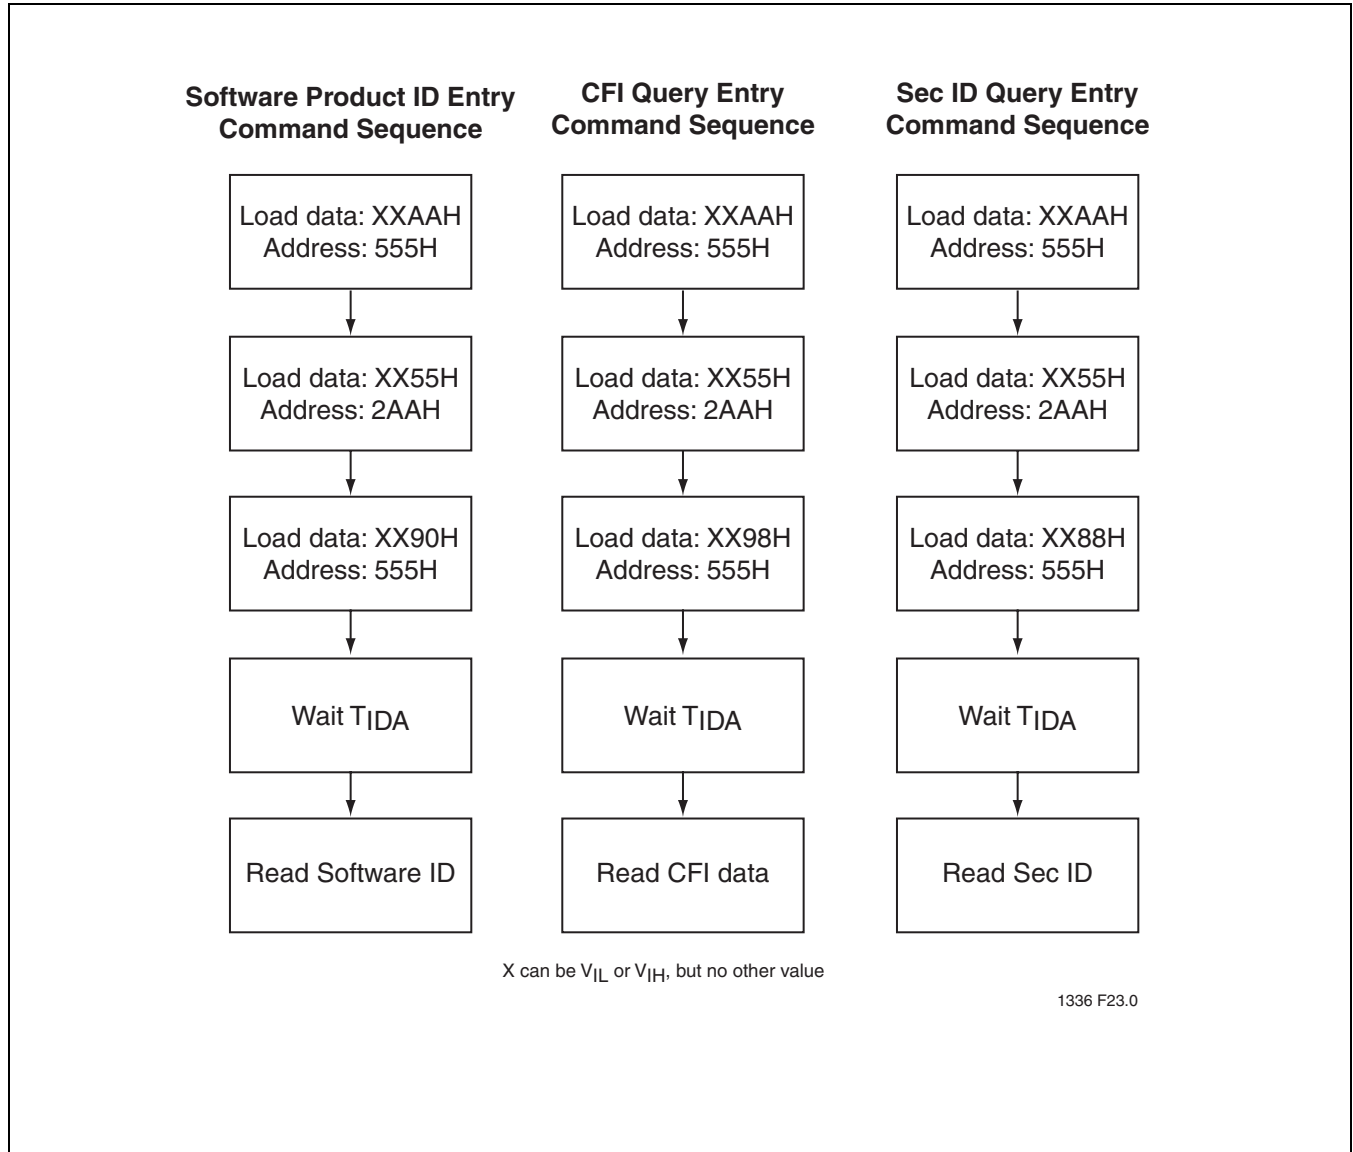 Software Product ID Entry
Command Sequence
Load data: XXAAH
Address: 555H
Load data: XX55H
Address: 2AAH
Load data: XX90H
Address: 555H
Wait TIDA
Read Software ID
CFI Query Entry
Command Sequence
Load data: XXAAH
Address: 555H
Load data: XX55H
Address: 2AAH
Load data: XX98H
Address: 555H
Wait TIDA
Read CFI data
Sec ID Query Entry
Command Sequence
Load data: XXAAH
Address: 555H
Load data: XX55H
Address: 2AAH
Load data: XX88H
Address: 555H
Wait TIDA
Read Sec ID
X can be VIL or VIH, but no other value
1336 F23.0